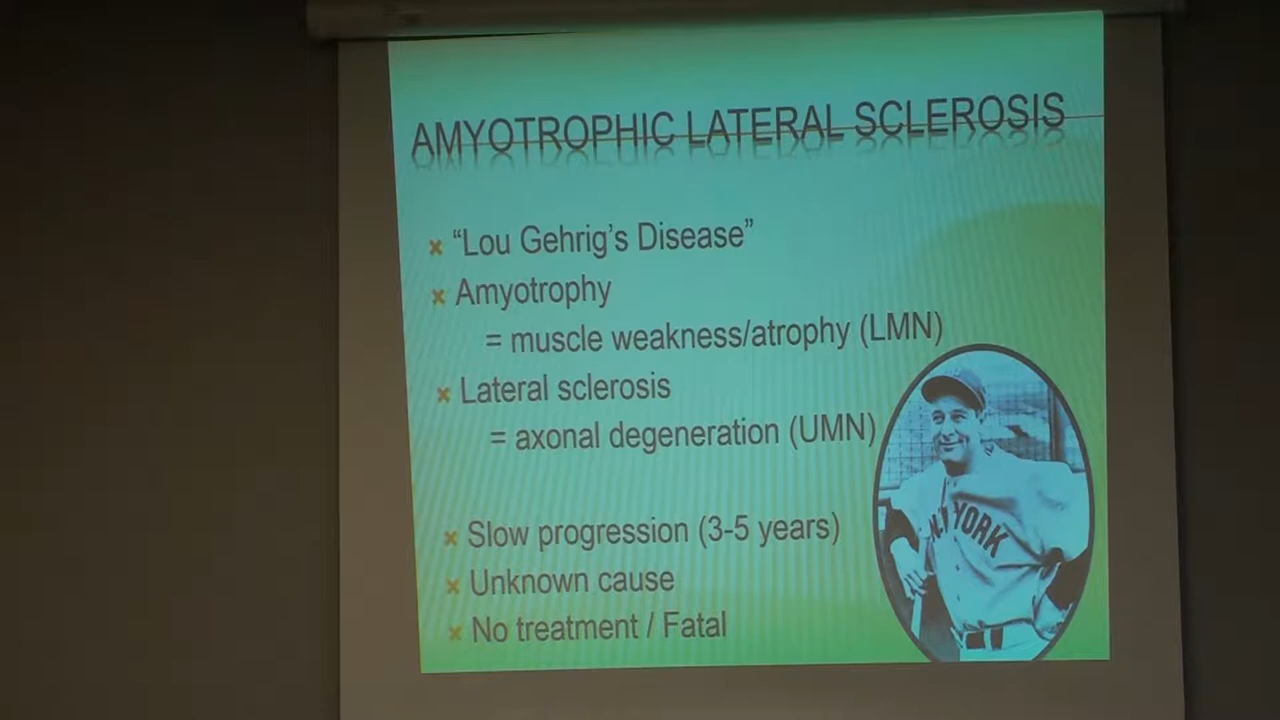 AMYOTROPHIC LATERAL SCLEROSIS
“Lou Gehrig’s Disease”
Amyotrophy
= muscle weakness/atrophy (LMN)
Lateral sclerosis
= axonal degeneration (UMN)
Slow progression (3-5 years)
Unknown cause
No treatment / Fatal
N. YORK